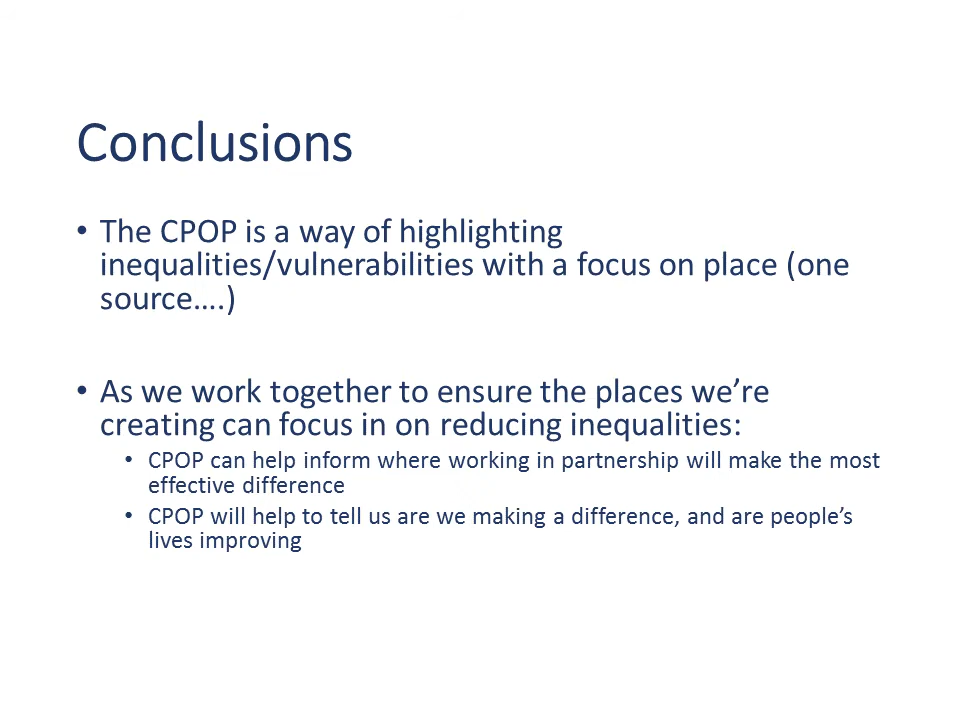 Conclusions
• The CPOP is a way of highlighting
inequalities/vulnerabilities with a focus on place (one
source….)
• As we work together to ensure the places we’re
creating can focus in on reducing inequalities:
• CPOP can help inform where working in partnership will make the most
effective difference
• CPOP will help to tell us are we making a difference, and are people’s
lives improving